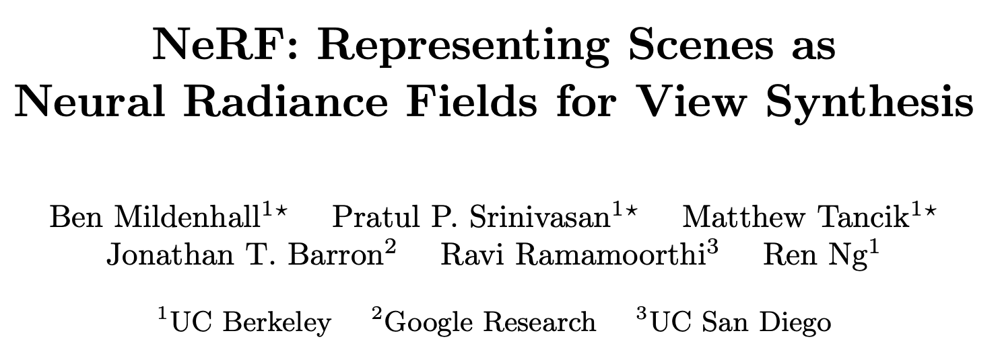 NeRF: Representing Scenes as
Neural Radiance Fields for View Synthesis
Ben Mildenhall¹⋆ Pratul P. Srinivasan¹⋆ Matthew Tancik¹⋆
Jonathan T. Barron² Ravi Ramamoorthi³ Ren Ng¹
¹UC Berkeley ²Google Research ³UC San Diego